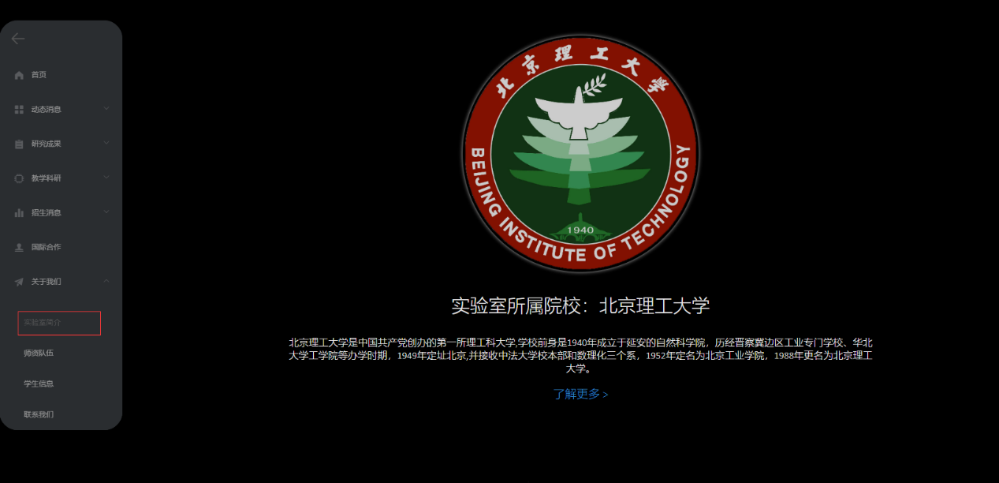 首页
动态消息
研究成果
教学科研
招生消息
国际合作
关于我们
实验室简介
师资队伍
学生信息
联系我们
北京理工大学
1940
BEIJING INSTITUTE OF TECHNOLOGY
实验室所属院校：北京理工大学
北京理工大学是中国共产党创办的第一所理工科大学,学校前身是1940年成立于延安的自然科学院，历经晋察冀边区工业专门学校、华北
大学工学院等办学时期，1949年定址北京,并接收中法大学校本部和数理化三个系，1952年定名为北京工业学院，1988年更名为北京理工
大学。
了解更多 >